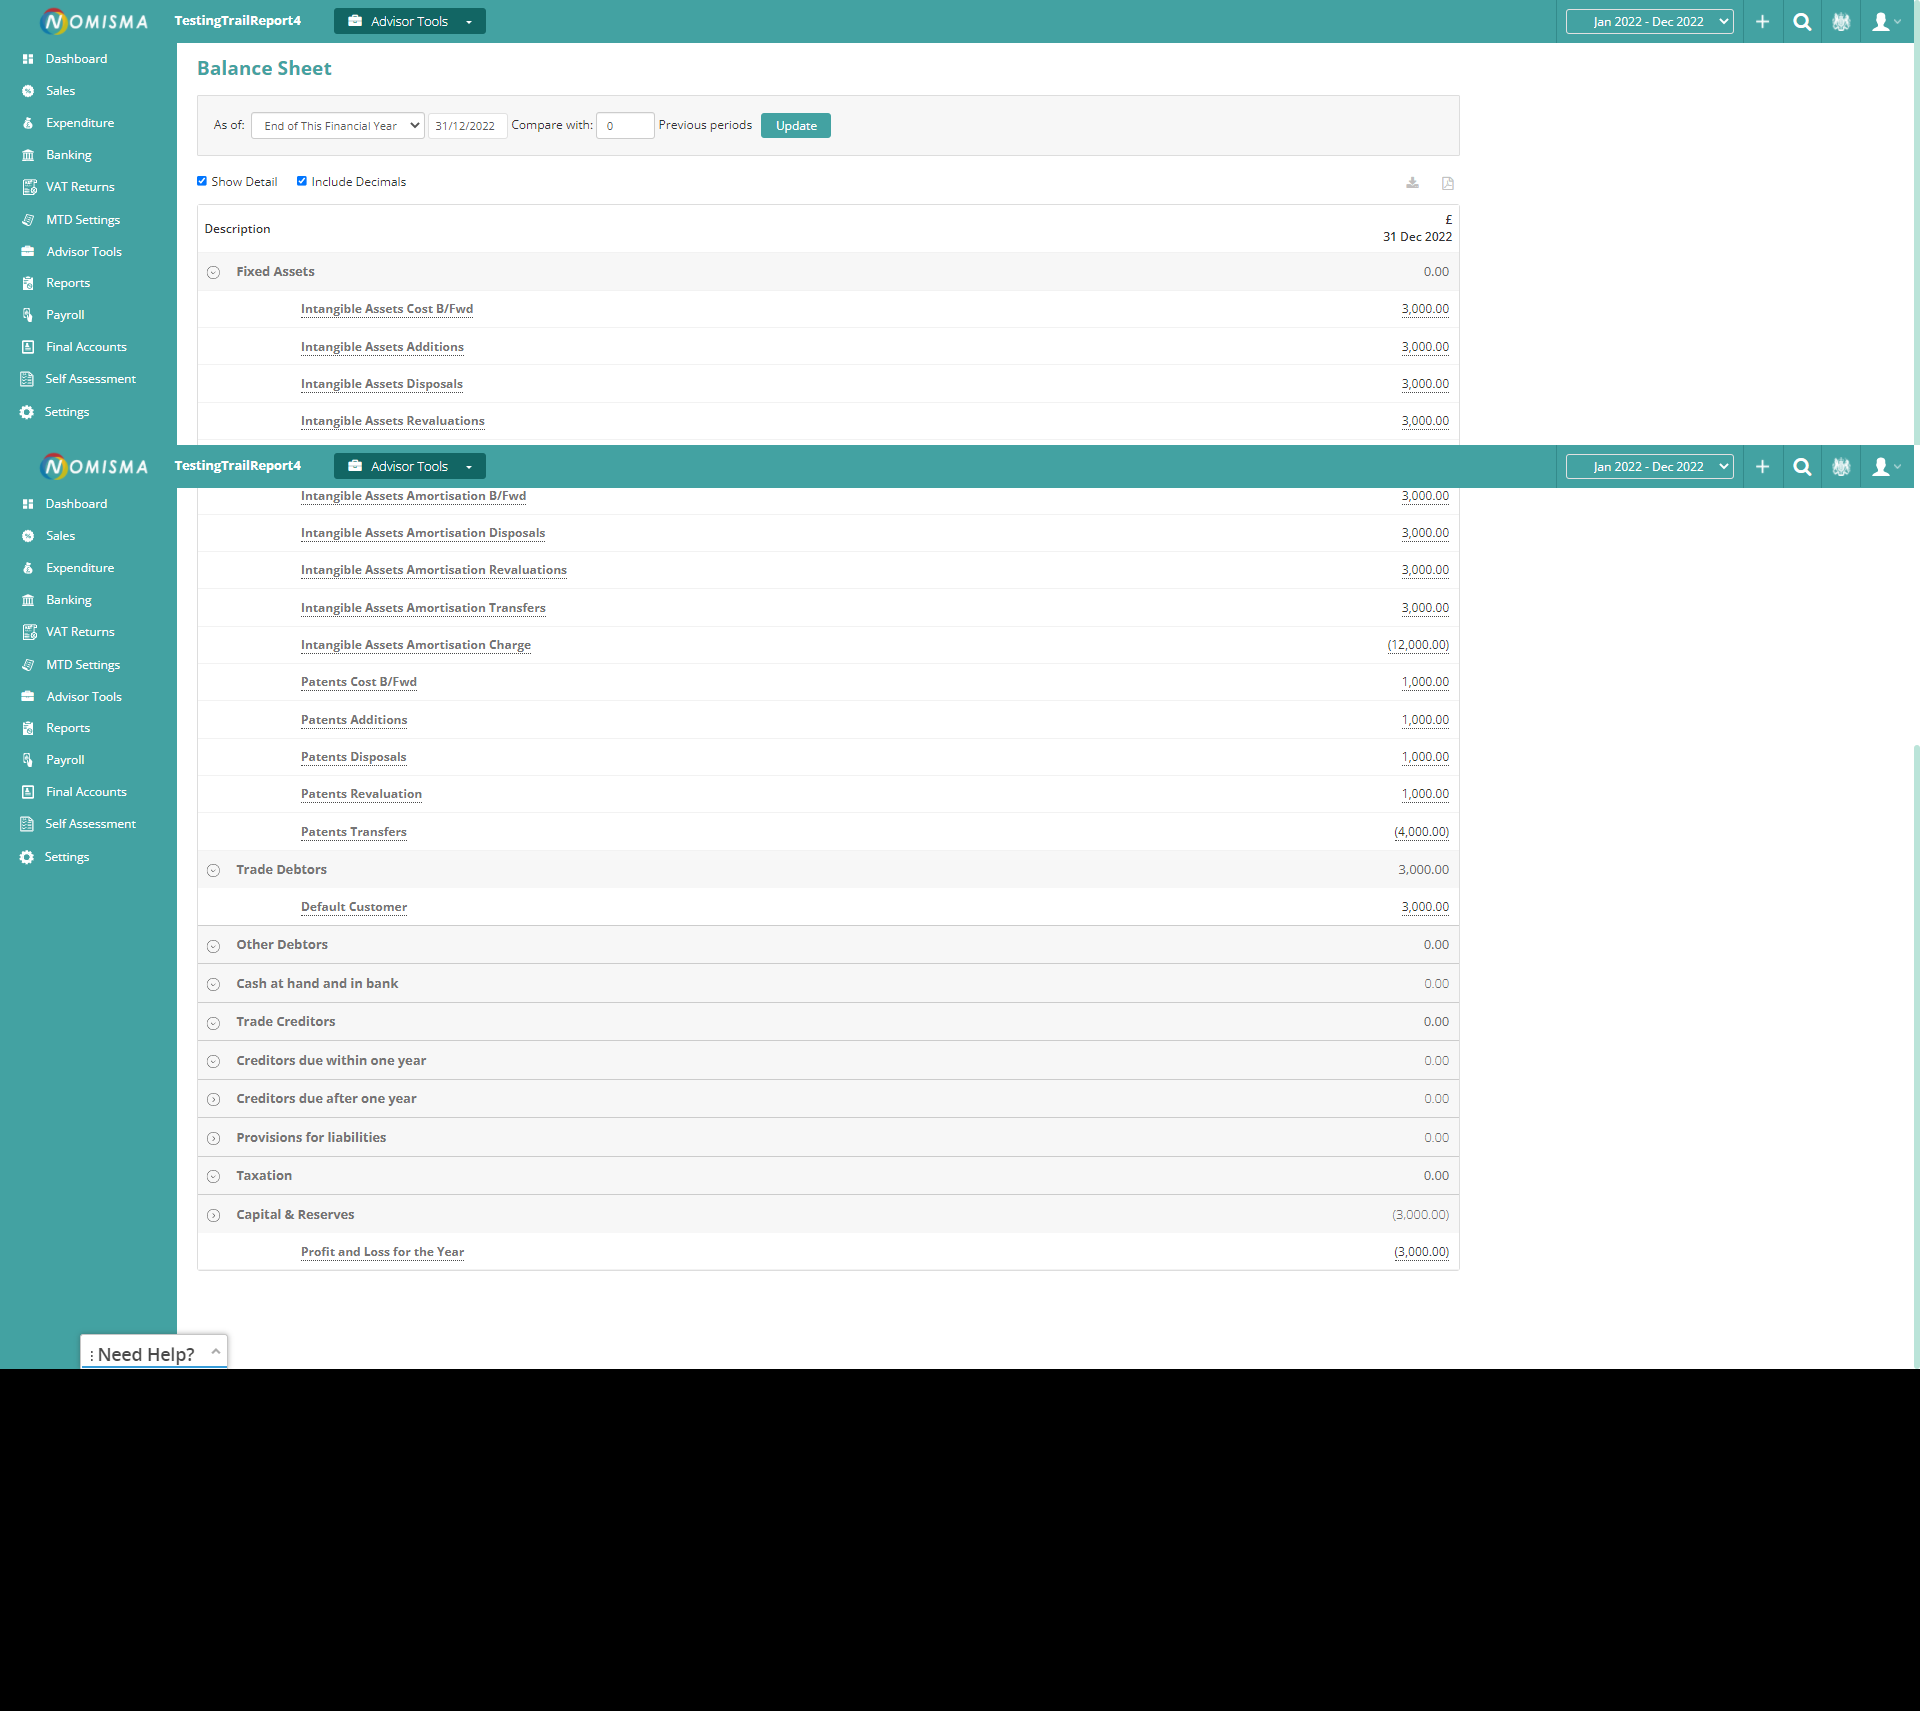 NOMISMA TestingTrailReport4 Advisor Tools Jan 2022 - Dec 2022
Dashboard
Sales
Expenditure
Banking
VAT Returns
MTD Settings
Advisor Tools
Reports
Payroll
Final Accounts
Self Assessment
Settings
Balance Sheet
As of: End of This Financial Year 31/12/2022 Compare with: 0 Previous periods Update
Show Detail Include Decimals
£
Description 31 Dec 2022
Fixed Assets 0.00
Intangible Assets Cost B/Fwd 3,000.00
Intangible Assets Additions 3,000.00
Intangible Assets Disposals 3,000.00
Intangible Assets Revaluations 3,000.00
NOMISMA TestingTrailReport4 Advisor Tools Jan 2022 - Dec 2022
Dashboard
Sales
Expenditure
Banking
VAT Returns
MTD Settings
Advisor Tools
Reports
Payroll
Final Accounts
Self Assessment
Settings
Intangible Assets Amortisation B/Fwd 3,000.00
Intangible Assets Amortisation Disposals 3,000.00
Intangible Assets Amortisation Revaluations 3,000.00
Intangible Assets Amortisation Transfers 3,000.00
Intangible Assets Amortisation Charge (12,000.00)
Patents Cost B/Fwd 1,000.00
Patents Additions 1,000.00
Patents Disposals 1,000.00
Patents Revaluation 1,000.00
Patents Transfers (4,000.00)
Trade Debtors 3,000.00
Default Customer 3,000.00
Other Debtors 0.00
Cash at hand and in bank 0.00
Trade Creditors 0.00
Creditors due within one year 0.00
Creditors due after one year 0.00
Provisions for liabilities 0.00
Taxation 0.00
Capital & Reserves (3,000.00)
Profit and Loss for the Year (3,000.00)
Need Help?